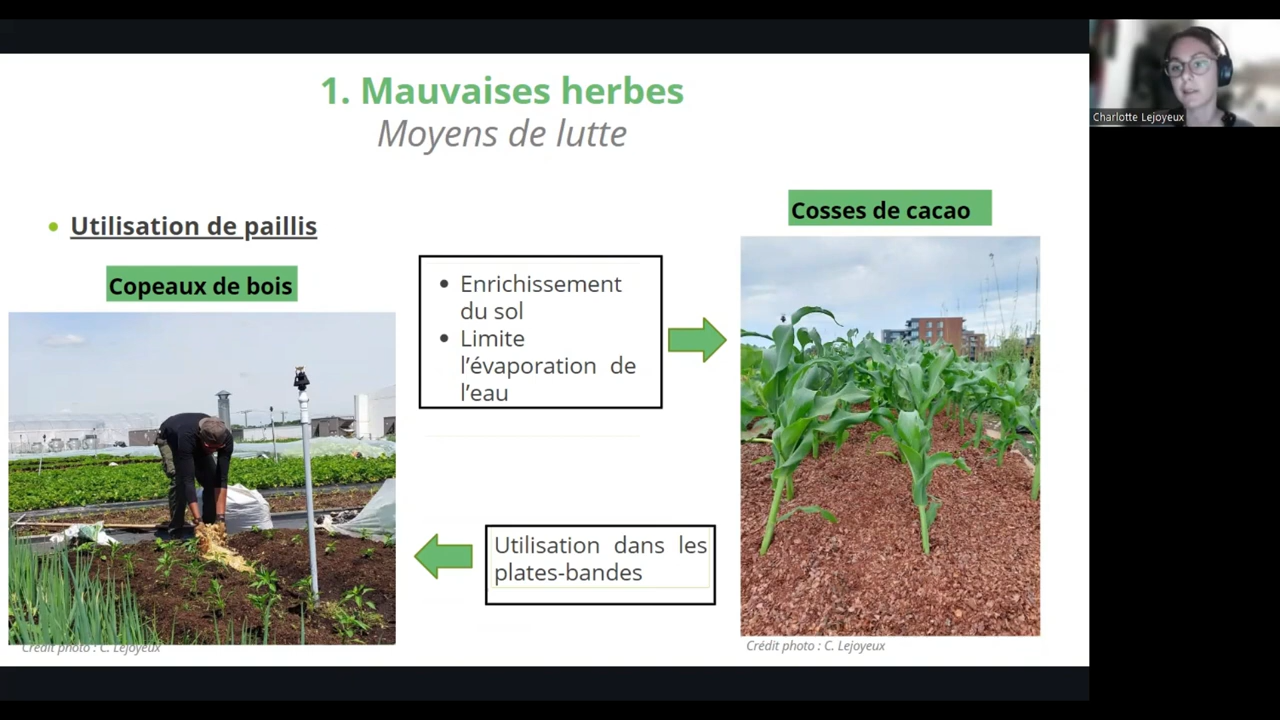 1. Mauvaises herbes
Moyens de lutte
Utilisation de paillis
Copeaux de bois
Enrichissement
du sol
Limite
l'évaporation de
l'eau
Cosses de cacao
Utilisation dans les
plates-bandes
Crédit photo : C. Lejoyeux
Crédit photo : C. Lejoyeux
Charlotte Lejoyeux